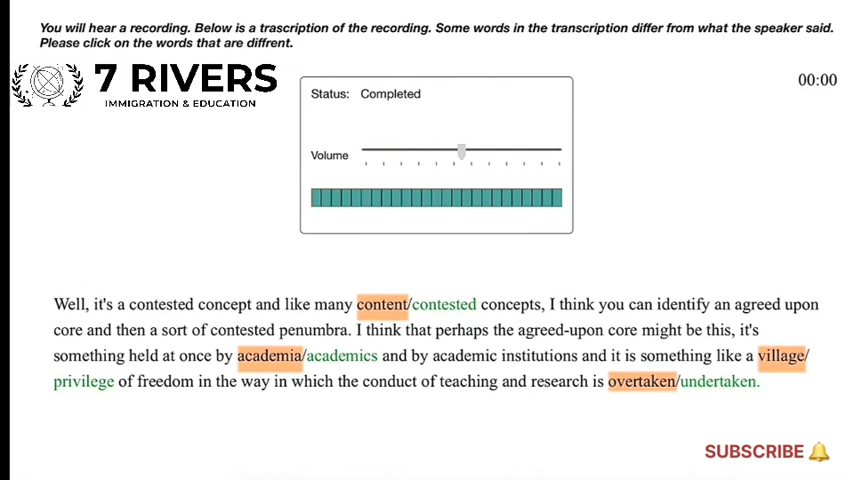 You will hear a recording. Below is a trascription of the recording. Some words in the transcription differ from what the speaker said.
Please click on the words that are diffrent.
7 RIVERS
IMMIGRATION & EDUCATION
00:00
Status: Completed
Volume
Well, it's a contested concept and like many content/contested concepts, I think you can identify an agreed upon
core and then a sort of contested penumbra. I think that perhaps the agreed-upon core might be this, it's
something held at once by academia/academics and by academic institutions and it is something like a village/
privilege of freedom in the way in which the conduct of teaching and research is overtaken/undertaken.
SUBSCRIBE